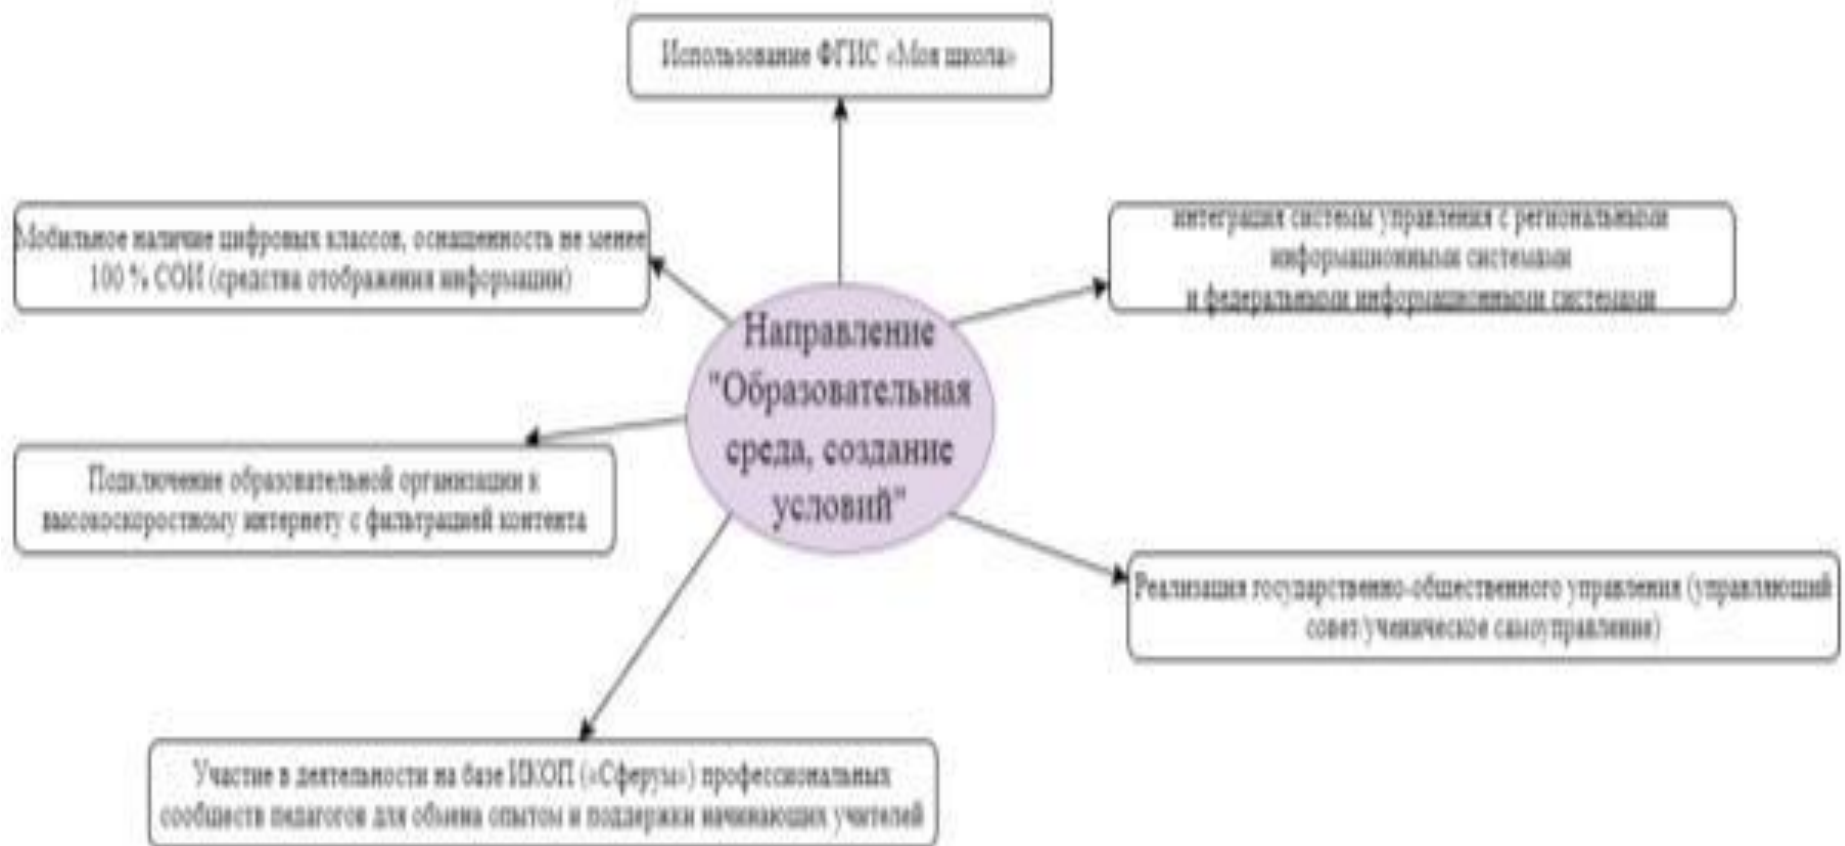 Использование ФГИС «Моя школа»
Мобильное наличие цифровых классов, оснащенность не менее
100 % СОИ (средства отображения информации)
интеграция системы управления с региональными
информационными системами
и федеральными информационными системами
Направление
"Образовательная
среда, создание
условий"
Подключение образовательной организации к
высокоскоростному интернету с фильтрацией контента
Реализация государственно-общественного управления (управляющий
совет/ученическое самоуправление)
Участие в деятельности на базе ИКОП («Сферум») профессиональных
сообществ педагогов для обмена опытом и поддержки начинающих учителей